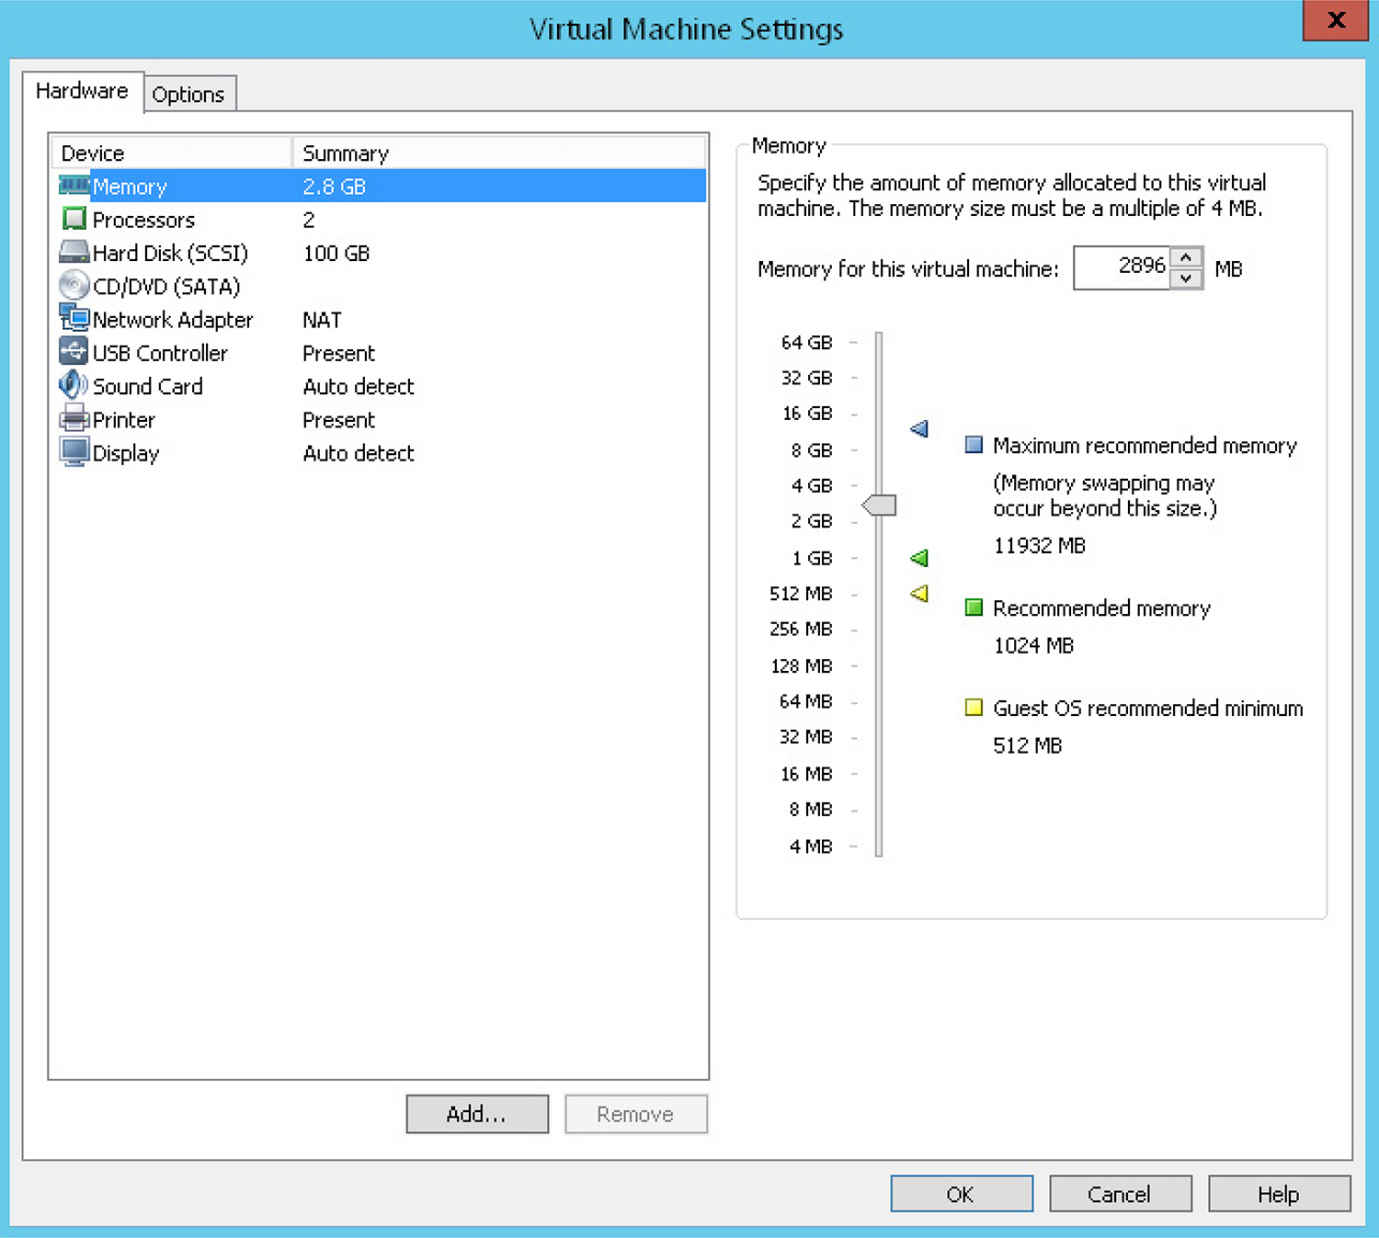 Virtual Machine Settings
x
Hardware
Options
Device Summary
Memory 2.8 GB
Processors 2
Hard Disk (SCSI) 100 GB
CD/DVD (SATA)
Network Adapter NAT
USB Controller Present
Sound Card Auto detect
Printer Present
Display Auto detect
Add...
Remove
Memory
Specify the amount of memory allocated to this virtual
machine. The memory size must be a multiple of 4 MB.
Memory for this virtual machine: 2896 MB
64 GB
32 GB
16 GB
8 GB
4 GB
2 GB
1 GB
512 MB
256 MB
128 MB
64 MB
32 MB
16 MB
8 MB
4 MB
Maximum recommended memory
(Memory swapping may
occur beyond this size.)
11932 MB
Recommended memory
1024 MB
Guest OS recommended minimum
512 MB
OK
Cancel
Help